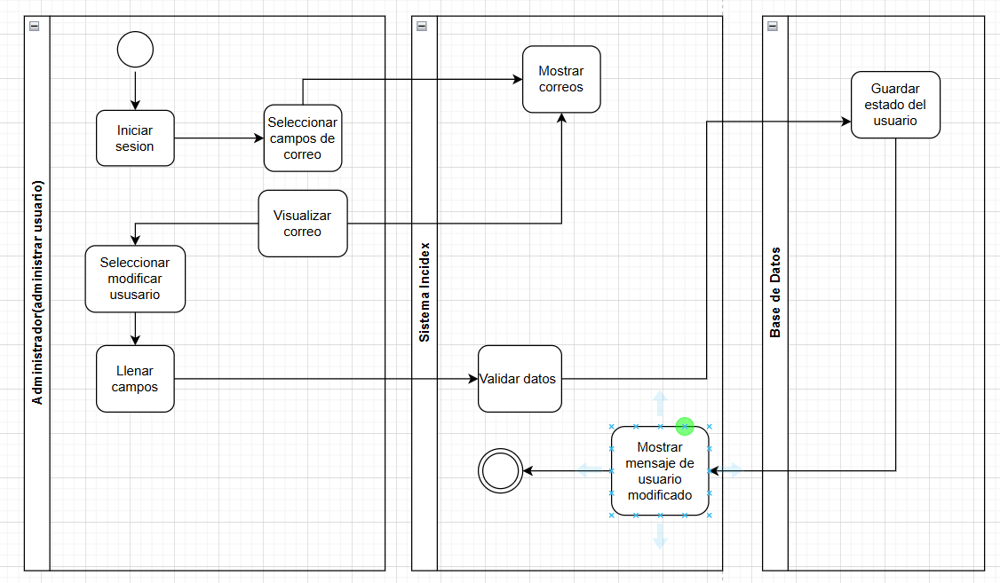 Administrador(administrar usuario)
Iniciar
sesion
Seleccionar
campos de
correo
Visualizar
correo
Seleccionar
modificar
ususario
Llenar
campos
Sistema Incidex
Mostrar
correos
Validar datos
Mostrar
mensaje de
usuario
modificado
Base de Datos
Guardar
estado del
usuario